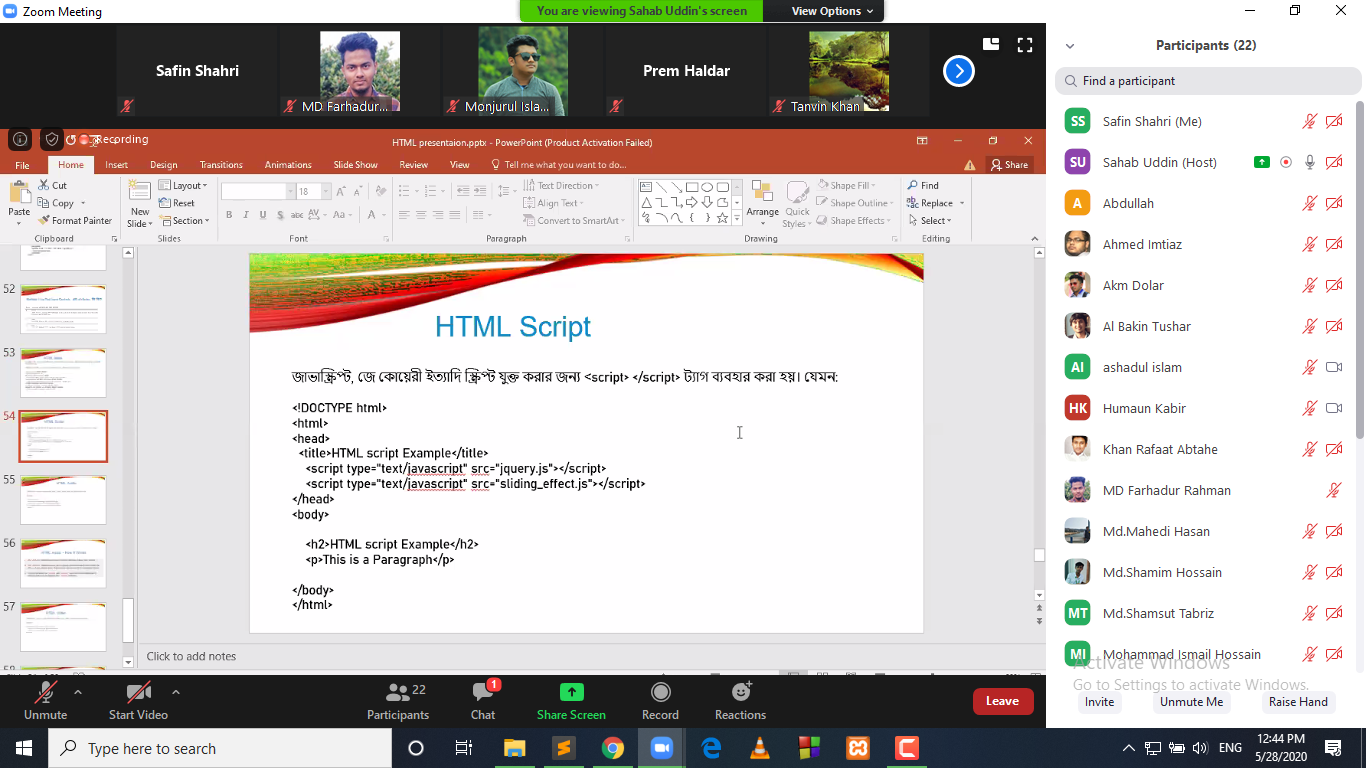 Zoom Meeting
You are viewing Sahab Uddin's screen View Options
Participants (22)
Find a participant
Safin Shahri
MD Farhadur...
Monjurul Isla...
Prem Haldar
Tanvin Khan
Recording
HTML presentaion.pptx - PowerPoint (Product Activation Failed)
File Home Insert Design Transitions Animations Slide Show Review View Tell me what you want to do... Share
Paste
Cut
Copy
Format Painter
Clipboard
New Slide
Layout
Reset
Section
Slides
18
B I U S abc AV Aa A
Font
Text Direction
Align Text
Convert to SmartArt
Paragraph
Arrange
Quick Styles
Shape Fill
Shape Outline
Shape Effects
Drawing
Find
Replace
Select
Editing
52
53
54
55
56
57
HTML Script
জাভাস্ক্রিপ্ট, জে কোয়েরী ইত্যাদি স্ক্রিপ্ট যুক্ত করার জন্য <script> </script> ট্যাগ ব্যবহার করা হয়। যেমন:
<!DOCTYPE html>
<html>
<head>
<title>HTML script Example</title>
<script type="text/javascript" src="jquery.js"></script>
<script type="text/javascript" src="sliding_effect.js"></script>
</head>
<body>
<h2>HTML script Example</h2>
<p>This is a Paragraph</p>
</body>
</html>
Click to add notes
Safin Shahri (Me)
Sahab Uddin (Host)
Abdullah
Ahmed Imtiaz
Akm Dolar
Al Bakin Tushar
ashadul islam
Humaun Kabir
Khan Rafaat Abtahe
MD Farhadur Rahman
Md.Mahedi Hasan
Md.Shamim Hossain
Md.Shamsut Tabriz
Mohammad Ismail Hossain
SS
SU
A
AI
HK
MT
MI
Activate Windows
Go to Settings to activate Windows.
Invite Unmute Me Raise Hand
Unmute Start Video Participants 22 Chat 1 Share Screen Record Reactions Leave
Type here to search
ENG
12:44 PM
5/28/2020